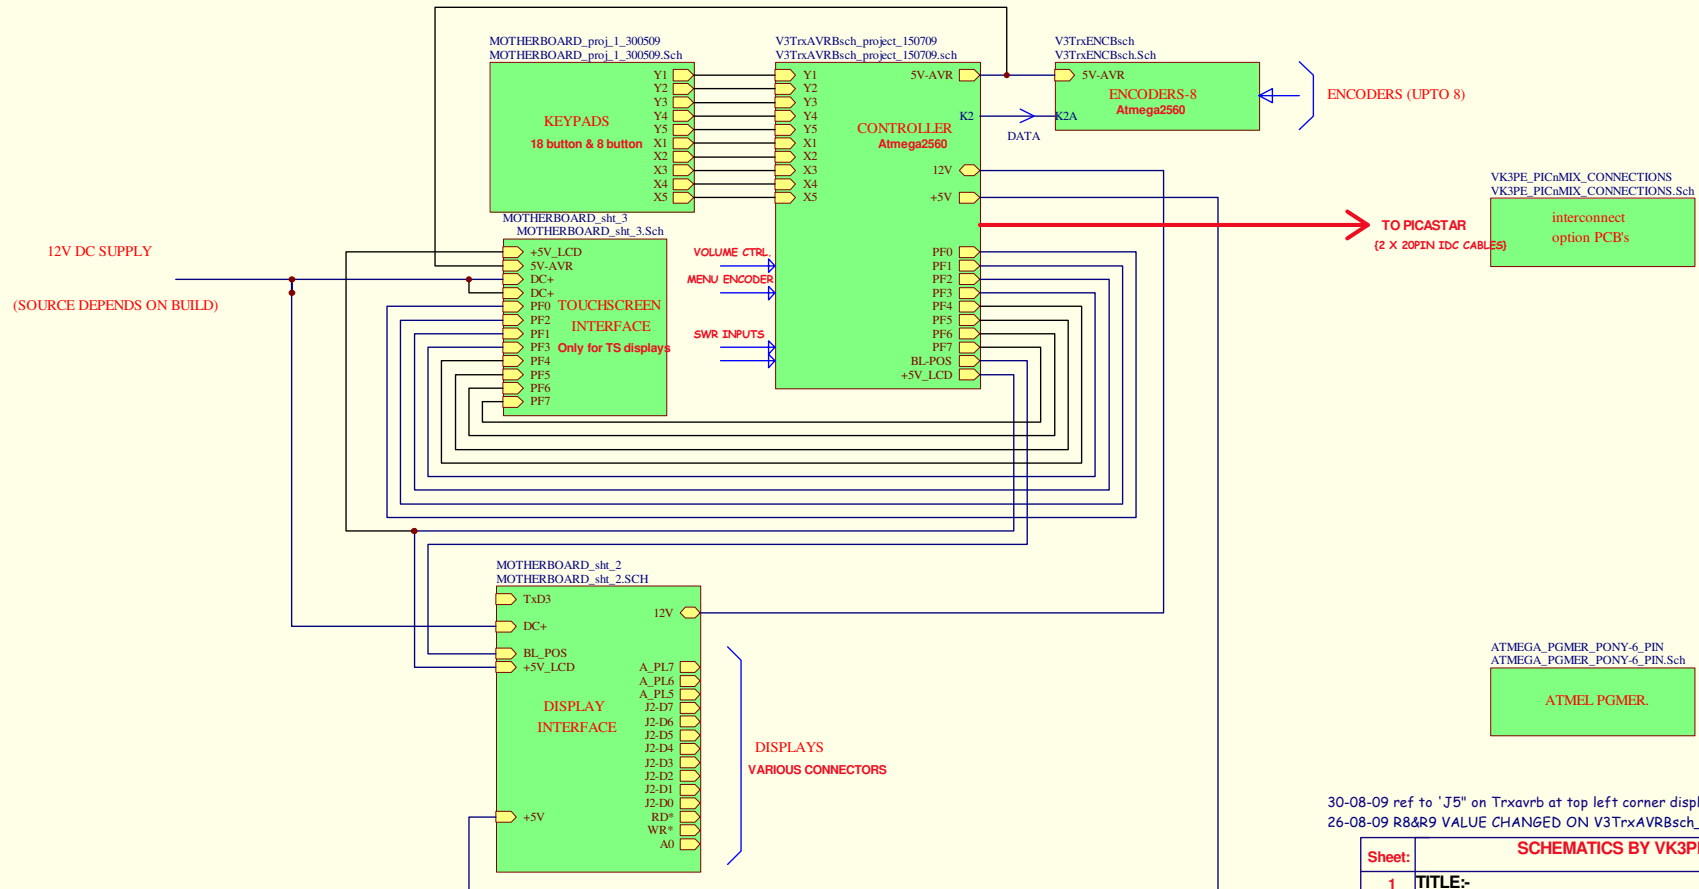 MOTHERBOARD_proj_1_300509
MOTHERBOARD_proj_1_300509.Sch
Y1
Y2
Y3
Y4
Y5
X1
X2
X3
X4
X5
KEYPADS
18 button & 8 button
V3TrxAVRBsch_project_150709
V3TrxAVRBsch_project_150709.sch
Y1
Y2
Y3
Y4
Y5
X1
X2
X3
X4
X5
CONTROLLER
Atmega2560
5V-AVR
K2
12V
+5V
PF0
PF1
PF2
PF3
PF4
PF5
PF6
PF7
BL-POS
+5V_LCD
V3TrxENCBsch
V3TrxENCBsch.Sch
5V-AVR
ENCODERS-8
Atmega2560
K2A
DATA
ENCODERS (UPTO 8)
VK3PE_PICnMIX_CONNECTIONS
VK3PE_PICnMIX_CONNECTIONS.Sch
interconnect
option PCB's
TO PICASTAR
{2 X 20PIN IDC CABLES}
VOLUME CTRL.
MENU ENCODER
SWR INPUTS
12V DC SUPPLY
(SOURCE DEPENDS ON BUILD)
MOTHERBOARD_sht_3
MOTHERBOARD_sht_3.Sch
+5V_LCD
5V-AVR
DC+
DC+
PF0
PF2
PF1
PF3
PF4
PF5
PF6
PF7
TOUCHSCREEN
INTERFACE
Only for TS displays
MOTHERBOARD_sht_2
MOTHERBOARD_sht_2.SCH
TxD3
DC+
BL_POS
+5V_LCD
+5V
DISPLAY
INTERFACE
12V
A_PL7
A_PL6
A_PL5
J2-D7
J2-D6
J2-D5
J2-D4
J2-D3
J2-D2
J2-D1
J2-D0
RD*
WR*
A0
DISPLAYS
VARIOUS CONNECTORS
ATMEGA_PGMER_PONY-6_PIN
ATMEGA_PGMER_PONY-6_PIN.Sch
ATMEL PGMER.
30-08-09 ref to 'J5" on Trxavrb at top left corner displ
26-08-09 R8&R9 VALUE CHANGED ON V3TrxAVRBsch_
Sheet:
1
SCHEMATICS BY VK3P
TITLE:-